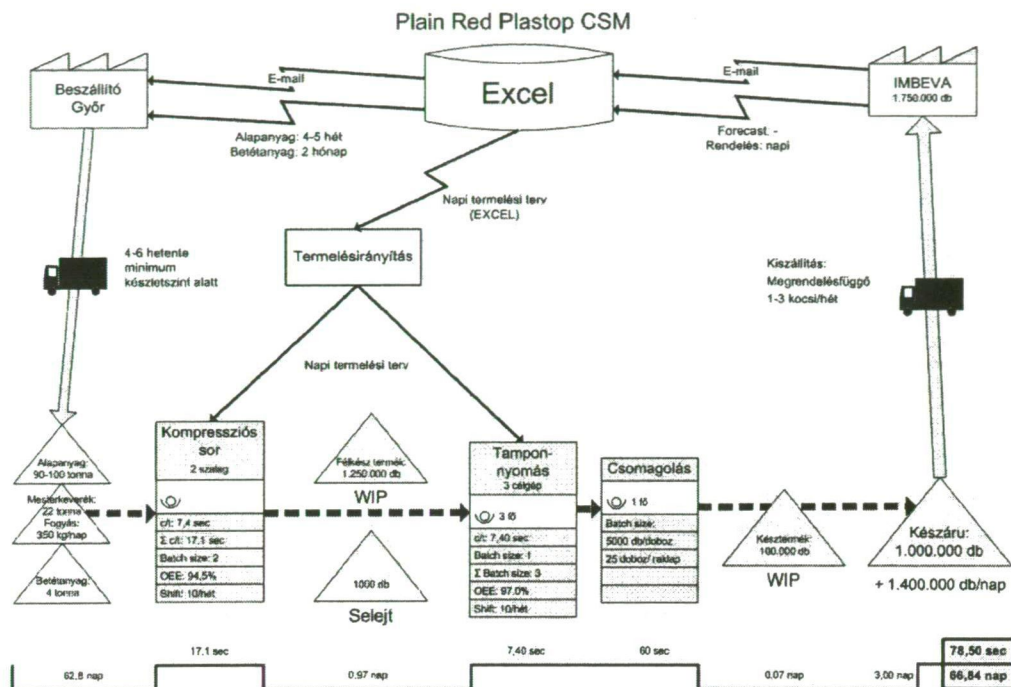 Plain Red Plastop CSM
Beszállító
Győr
E-mail
Excel
E-mail
IMBEVA
1.750.000 db
Alapanyag: 4-5 hét
Betétanyag: 2 hónap
Forecast: -
Rendelés: napi
Napi termelési terv
(EXCEL)
Termelésirányítás
4-6 hetente
minimum
készletszint alatt
Kiszállítás:
Megrendelésfüggő
1-3 kocsi/hét
Napi termelési terv
Alapanyag:
90-100 tonna
Mesterkeverék:
22 tonna
Fogyás:
350 kg/nap
Betétanyag:
4 tonna
Kompressziós
sor
2 szalag
c/t: 7,4 sec
Σ c/t: 17,1 sec
Batch size: 2
OEE: 94,5%
Shift: 10/hét
Félkész termék:
1.250.000 db
WIP
1000 db
Selejt
Tampon-
nyomás
3 célgép
3 fő
c/t: 7,40 sec
Batch size: 1
Σ Batch size: 3
OEE: 97,0%
Shift: 10/hét
Csomagolás
1 fő
Batch size:
5000 db/doboz
25 doboz/ raklap
Késztermék:
100.000 db
WIP
Készáru:
1.000.000 db
+ 1.400.000 db/nap
17,1 sec
7,40 sec
60 sec
78,50 sec
62,8 nap
0,97 nap
0,07 nap
3,00 nap
66,84 nap